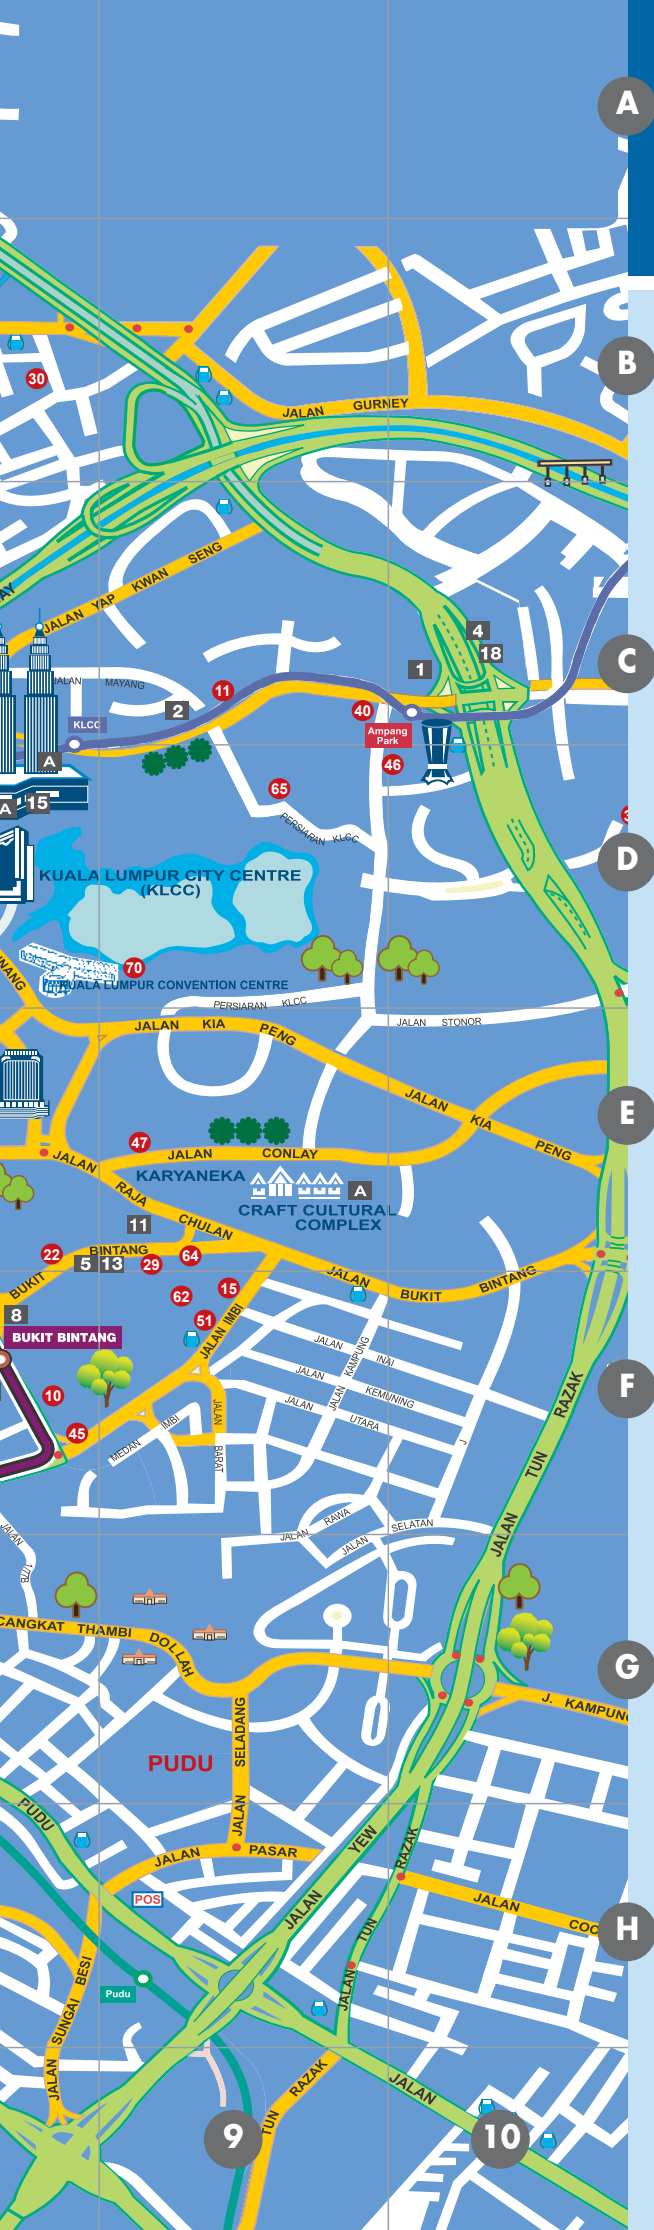 A
B
30
JALAN GURNEY
JALAN YAP KWAN SENG
AY
4
18
C
1
JALAN MAYANG
11
2
40
KLCC
Ampang
Park
A
46
65
A 15
PERSIARAN KLCC
D
KUALA LUMPUR CITY CENTRE
(KLCC)
70
NANG
KUALA LUMPUR CONVENTION CENTRE
PERSIARAN KLCC
JALAN STONOR
JALAN KIA PENG
JALAN KIA PENG
E
47
JALAN CONLAY
JALAN RAJA CHULAN
KARYANEKA
A
CRAFT CULTURAL
COMPLEX
11
22
BUKIT BINTANG
64
5 13
29
JALAN BUKIT BINTANG
62
15
8
51
BUKIT BINTANG
JALAN IMBI
JALAN INAI
JALAN KAMPUNG
JALAN KEMUNING
JALAN UTARA
F
10
45
JALAN BARAT
MEDAN IMBI
J
JALAN TUN RAZAK
JALAN RAWA
JALAN SELATAN
JALAN 1/77B
CANGKAT THAMBI DOLLAH
G
J. KAMPUNG
JALAN SELADANG
PUDU
PUDU
JALAN YEW
JALAN PASAR
JALAN TUN RAZAK
POS
JALAN COC
H
JALAN SUNGAI BESI
Pudu
JALAN
TUN RAZAK
9
10